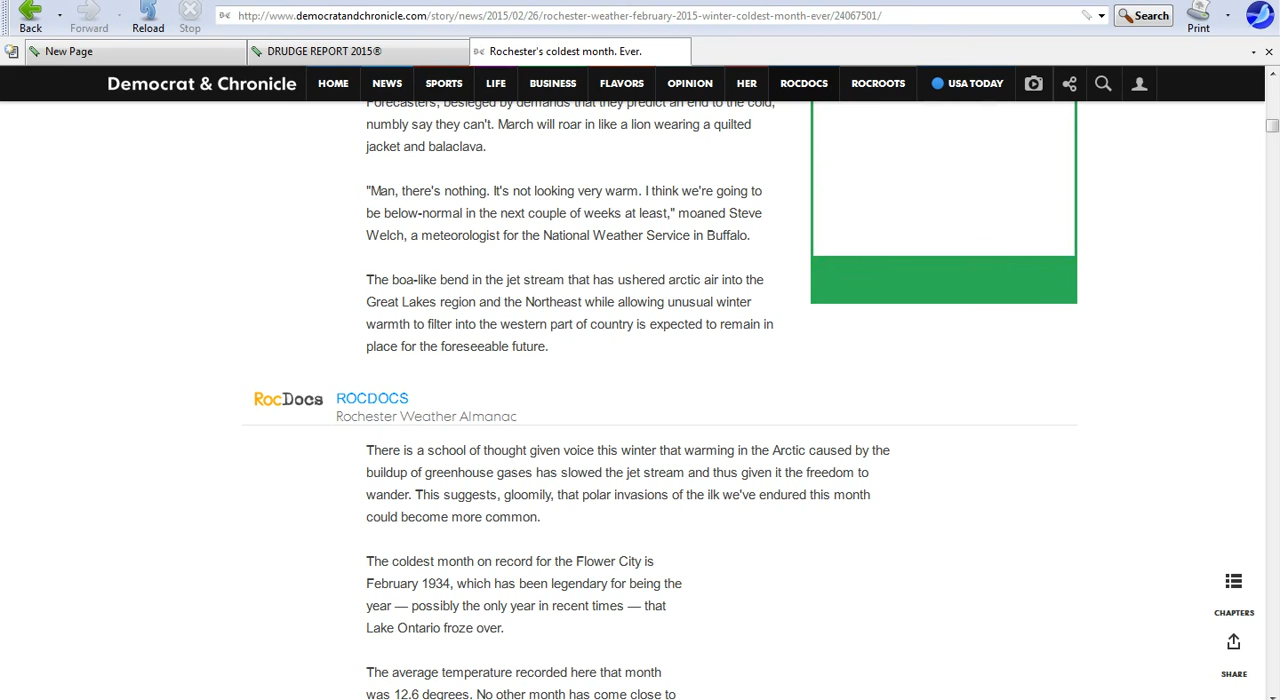 Back
Forward
Reload
Stop
http://www.democratandchronicle.com/story/news/2015/02/26/rochester-weather-february-2015-winter-coldest-month-ever/24067501/
Search
Print
New Page
DRUDGE REPORT 2015®
Rochester's coldest month. Ever.
Democrat & Chronicle
HOME
NEWS
SPORTS
LIFE
BUSINESS
FLAVORS
OPINION
HER
ROCDOCS
ROCROOTS
USA TODAY
Forecasters, besieged by demands that they predict an end to the cold,
numbly say they can't. March will roar in like a lion wearing a quilted
jacket and balaclava.
"Man, there's nothing. It's not looking very warm. I think we're going to
be below-normal in the next couple of weeks at least," moaned Steve
Welch, a meteorologist for the National Weather Service in Buffalo.
The boa-like bend in the jet stream that has ushered arctic air into the
Great Lakes region and the Northeast while allowing unusual winter
warmth to filter into the western part of country is expected to remain in
place for the foreseeable future.
RocDocs
ROCDOCS
Rochester Weather Almanac
There is a school of thought given voice this winter that warming in the Arctic caused by the
buildup of greenhouse gases has slowed the jet stream and thus given it the freedom to
wander. This suggests, gloomily, that polar invasions of the ilk we've endured this month
could become more common.
The coldest month on record for the Flower City is
February 1934, which has been legendary for being the
year — possibly the only year in recent times — that
Lake Ontario froze over.
The average temperature recorded here that month
was 12.6 degrees. No other month has come close to
CHAPTERS
SHARE